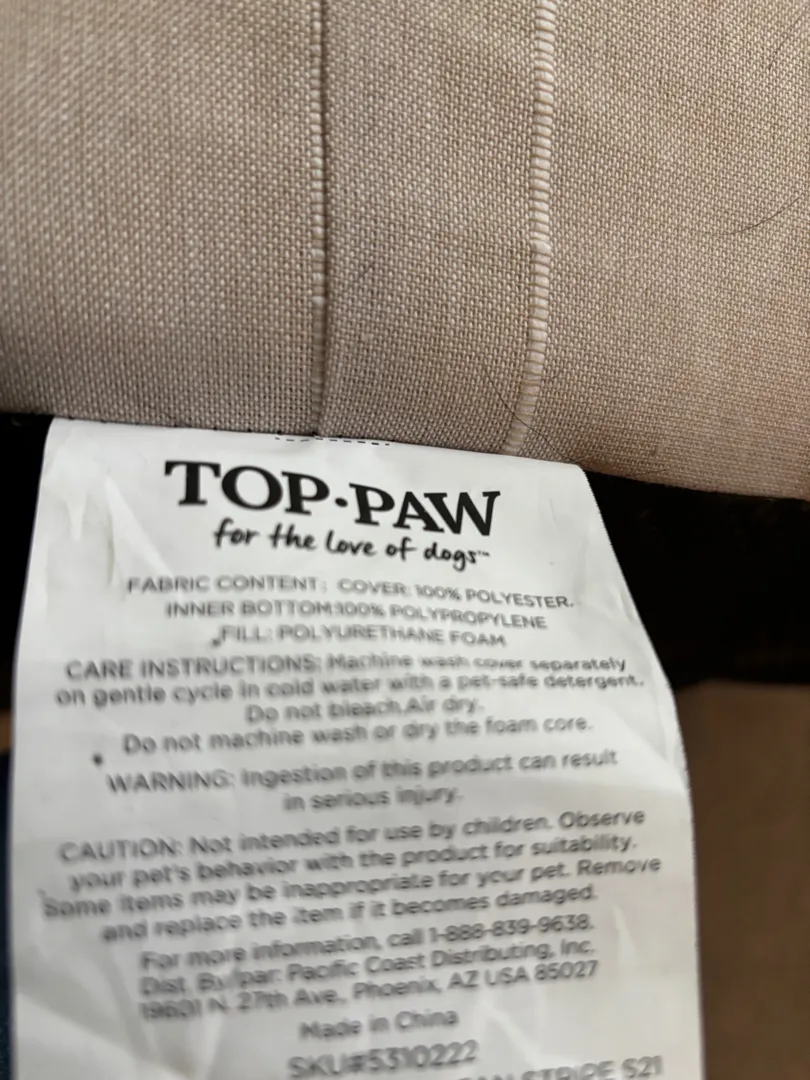 TOP•PAW
for the love of dogs™
FABRIC CONTENT: COVER: 100% POLYESTER.
INNER BOTTOM:100% POLYPROPYLENE
FILL: POLYURETHANE FOAM
CARE INSTRUCTIONS: Machine wash cover separately
on gentle cycle in cold water with a pet-safe detergent.
Do not bleach.Air dry.
Do not machine wash or dry the foam core.
WARNING: Ingestion of this product can result
in serious injury.
CAUTION: Not intended for use by children. Observe
your pet's behavior with the product for suitability.
Some items may be inappropriate for your pet. Remove
and replace the item if it becomes damaged.
For more information, call 1-888-839-9638.
Dist. By/par: Pacific Coast Distributing, Inc.
19601 N. 27th Ave., Phoenix, AZ USA 85027
Made in China
SKU#5310222
STRIPE S21